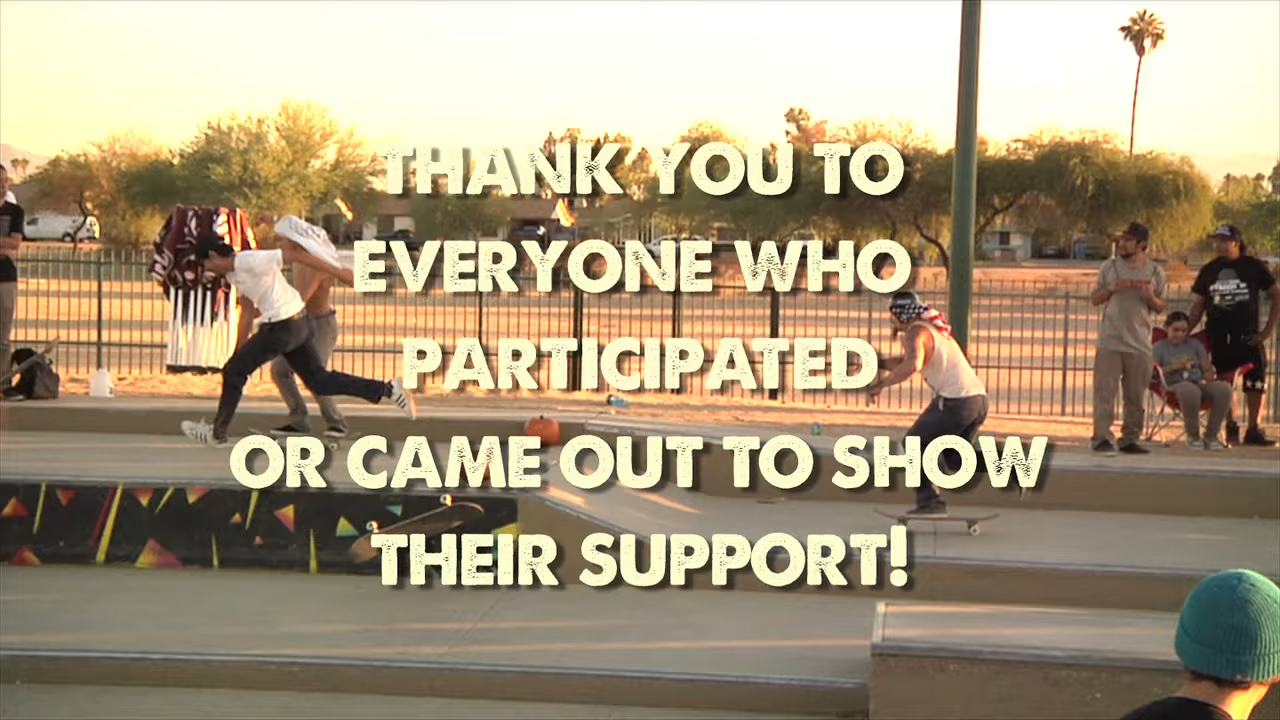 THANK YOU TO
EVERYONE WHO
PARTICIPATED
OR CAME OUT TO SHOW
THEIR SUPPORT!